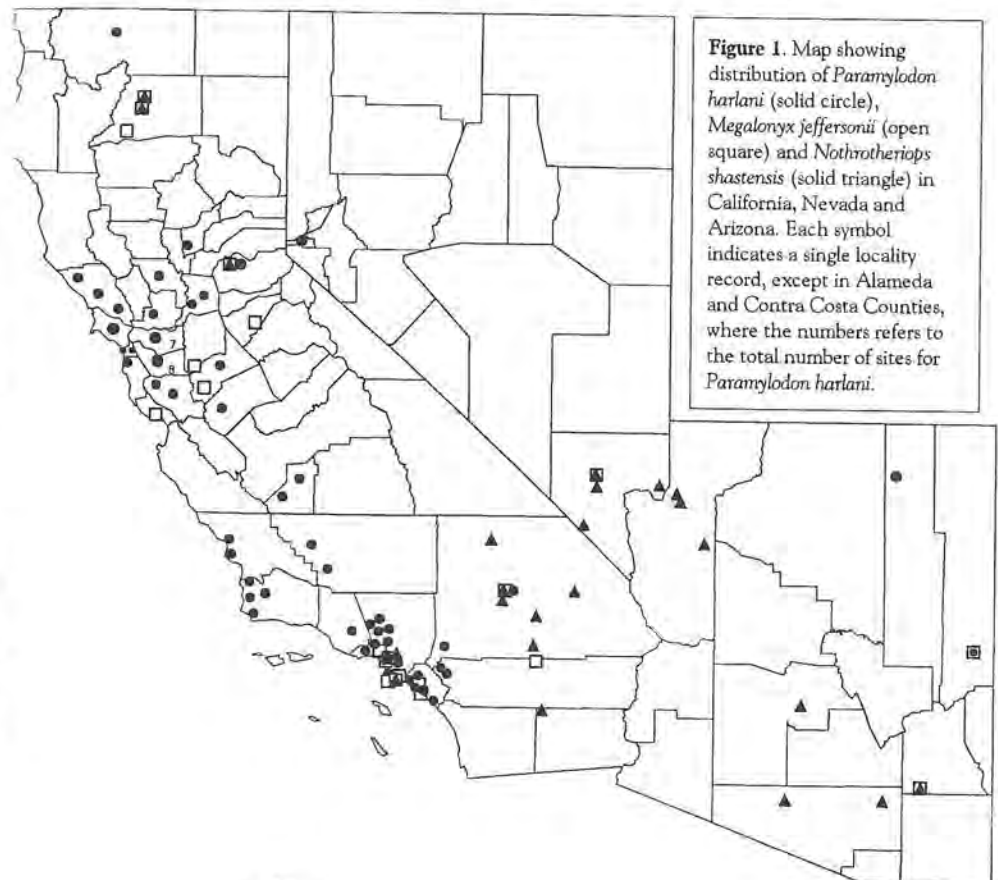 Figure 1. Map showing
distribution of Paramylodon
harlani (solid circle),
Megalonyx jeffersonii (open
square) and Nothrotheriops
shastensis (solid triangle) in
California, Nevada and
Arizona. Each symbol
indicates a single locality
record, except in Alameda
and Contra Costa Counties,
where the numbers refers to
the total number of sites for
Paramylodon harlani.
7
8